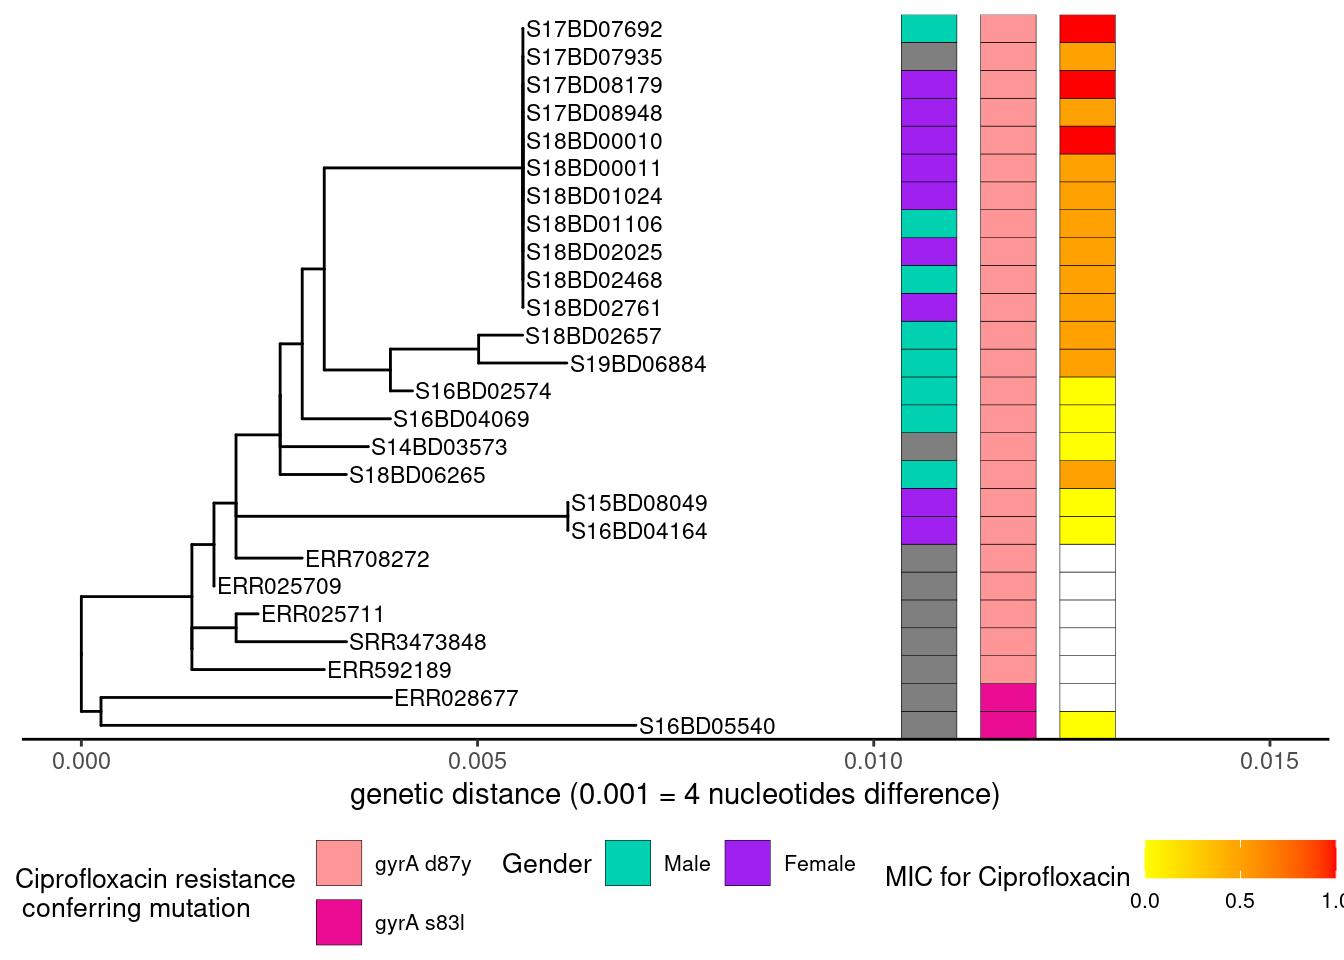 S17BD07692
S17BD07935
S17BD08179
S17BD08948
S18BD00010
S18BD00011
S18BD01024
S18BD01106
S18BD02025
S18BD02468
S18BD02761
S18BD02657
S19BD06884
S16BD02574
S16BD04069
S14BD03573
S18BD06265
S15BD08049
S16BD04164
ERR708272
ERR025709
ERR025711
SRR3473848
ERR592189
ERR028677
S16BD05540
0.000 0.005 0.010 0.015
genetic distance (0.001 = 4 nucleotides difference)
Ciprofloxacin resistance
conferring mutation
gyrA d87y
gyrA s83l
Gender Male Female
MIC for Ciprofloxacin
0.0 0.5 1.0